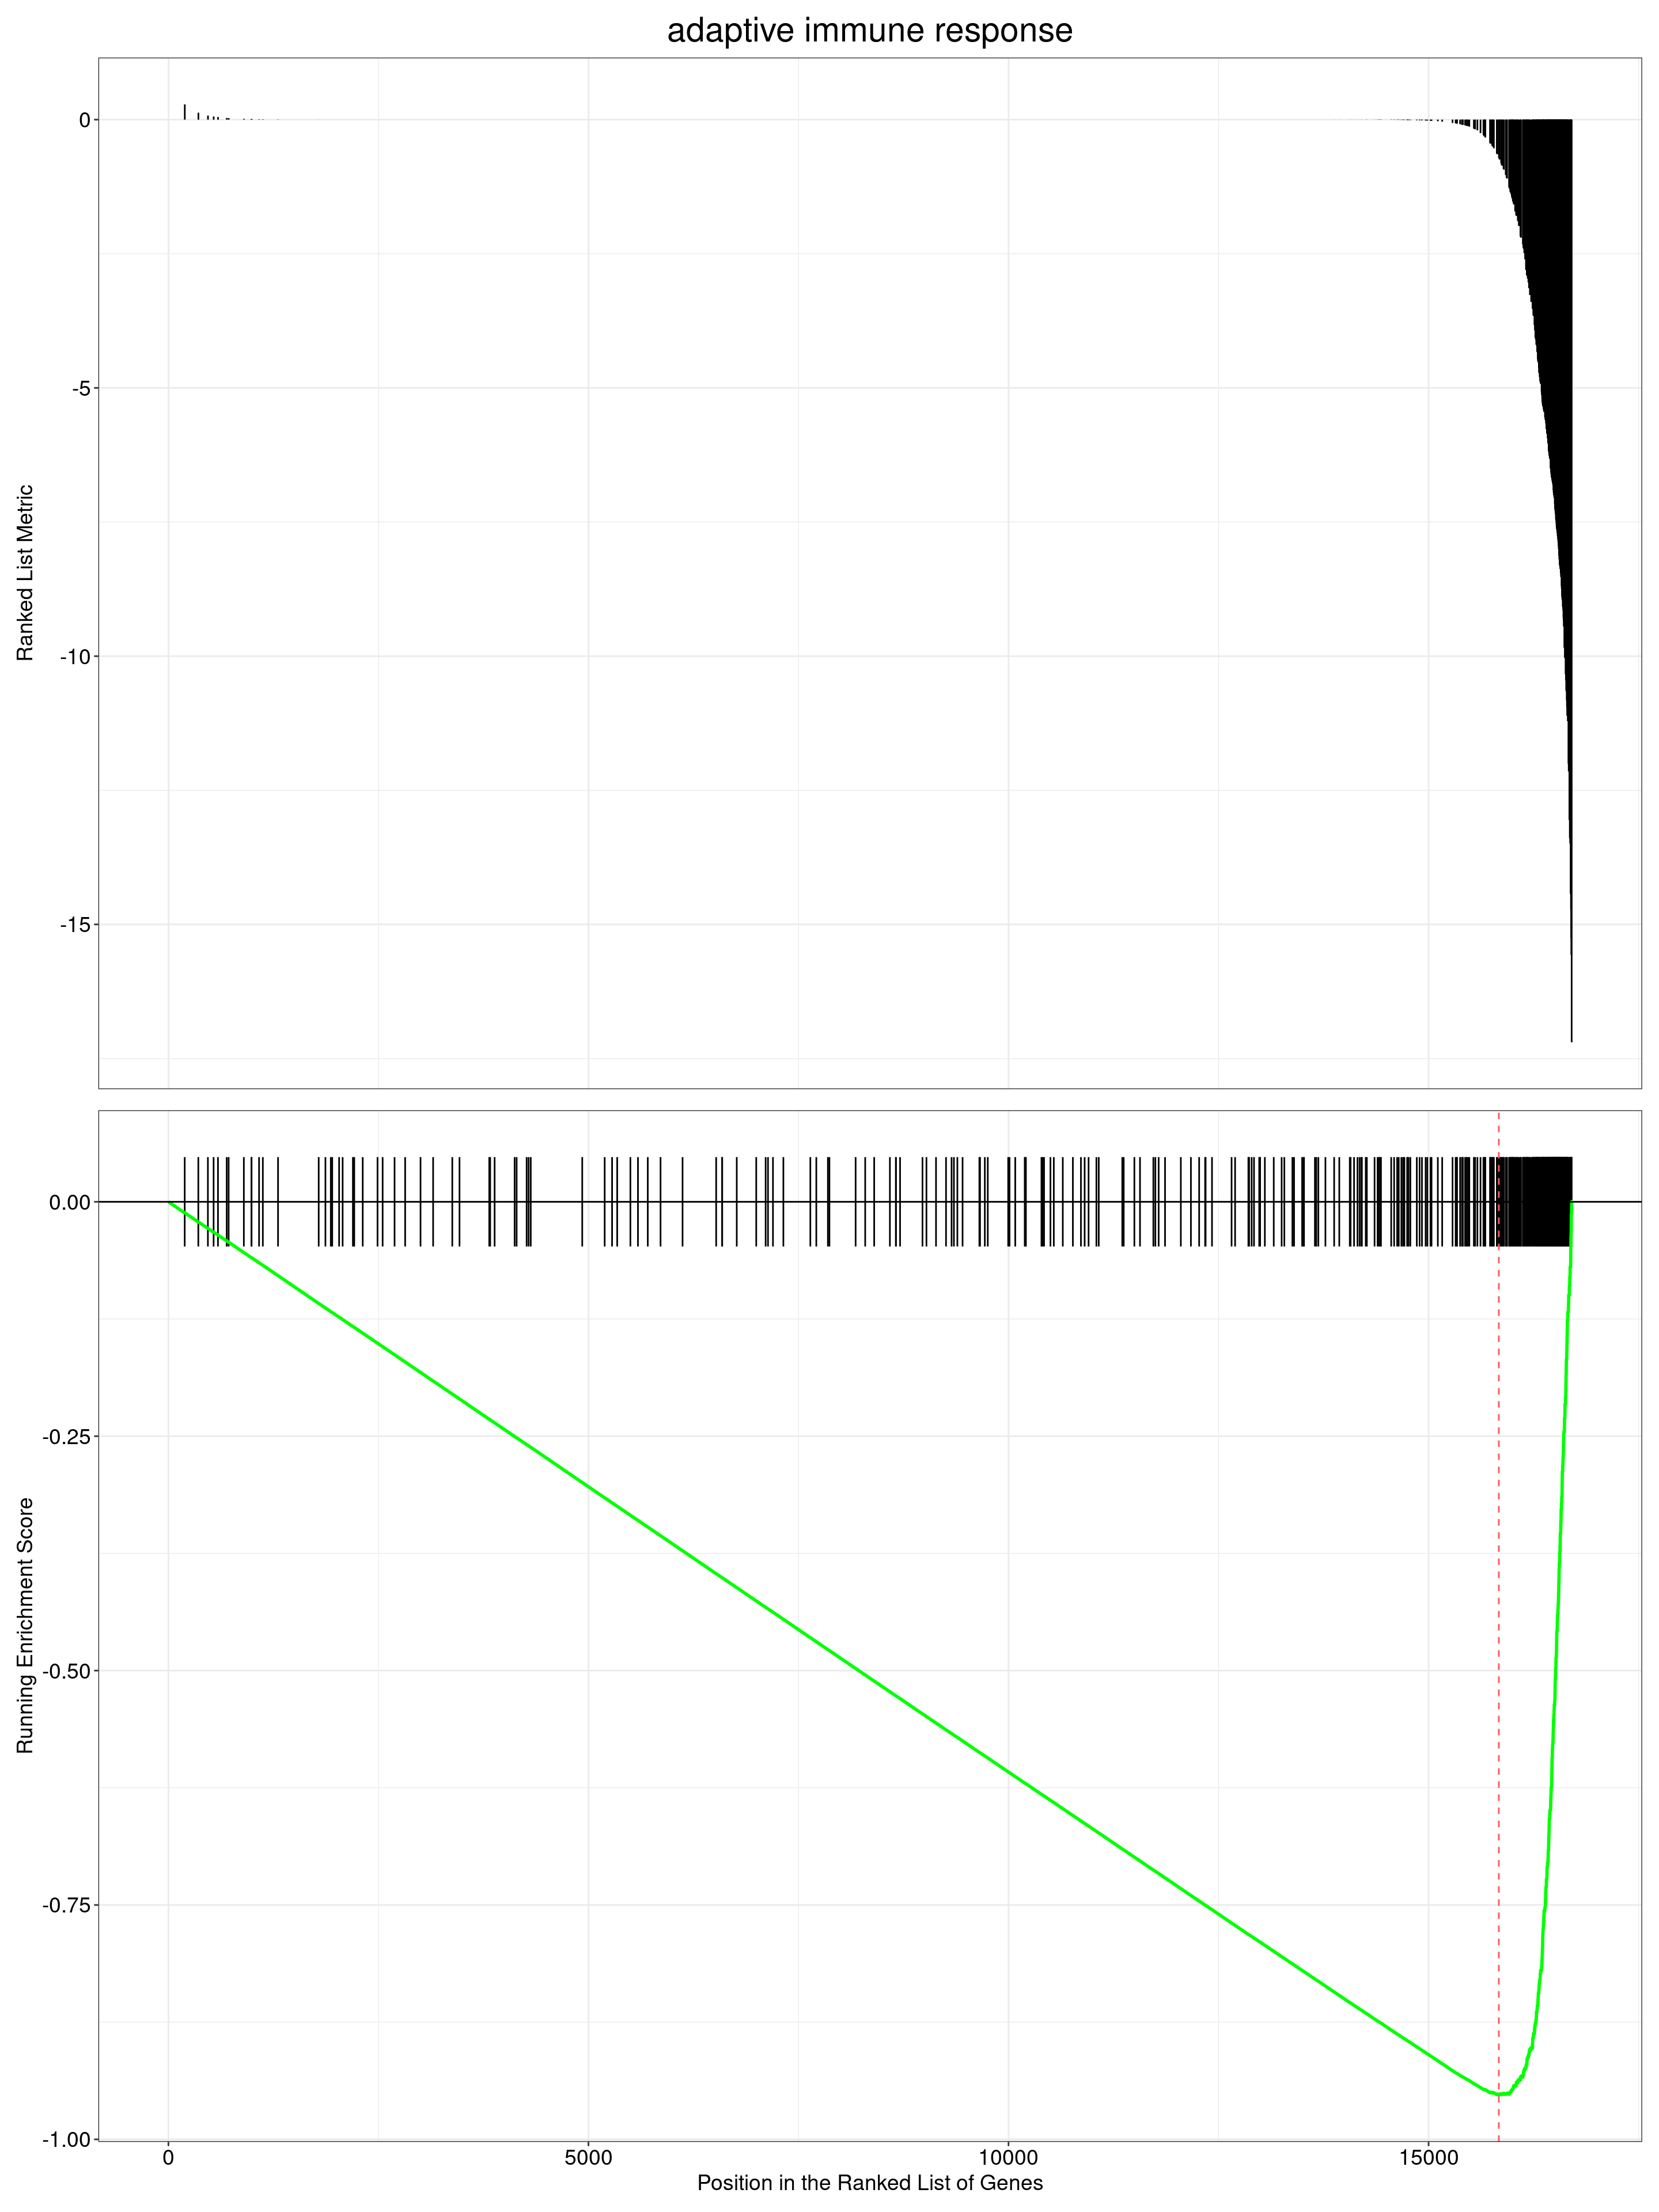 adaptive immune response
0
-5
-10
-15
Ranked List Metric
0.00
-0.25
-0.50
-0.75
-1.00
Running Enrichment Score
0 5000 10000 15000
Position in the Ranked List of Genes